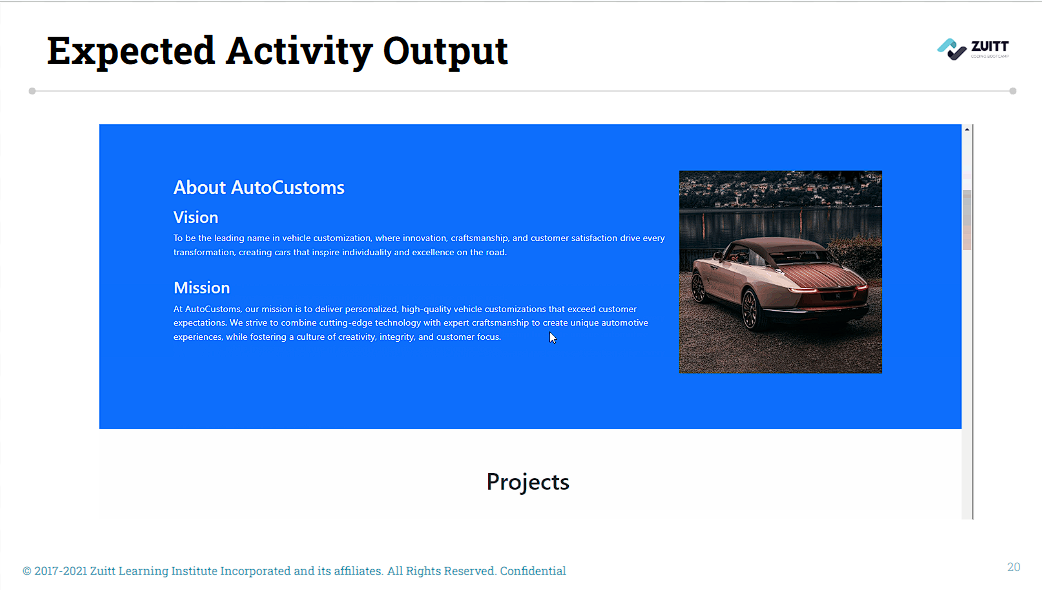 Expected Activity Output
ZUITT
About AutoCustoms
Vision
To be the leading name in vehicle customization, where innovation, craftsmanship, and customer satisfaction drive every
transformation, creating cars that inspire individuality and excellence on the road.
Mission
At AutoCustoms, our mission is to deliver personalized, high-quality vehicle customizations that exceed customer
expectations. We strive to combine cutting-edge technology with expert craftsmanship to create unique automotive
experiences, while fostering a culture of creativity, integrity, and customer focus.
Projects
© 2017-2021 Zuitt Learning Institute Incorporated and its affiliates. All Rights Reserved. Confidential
20